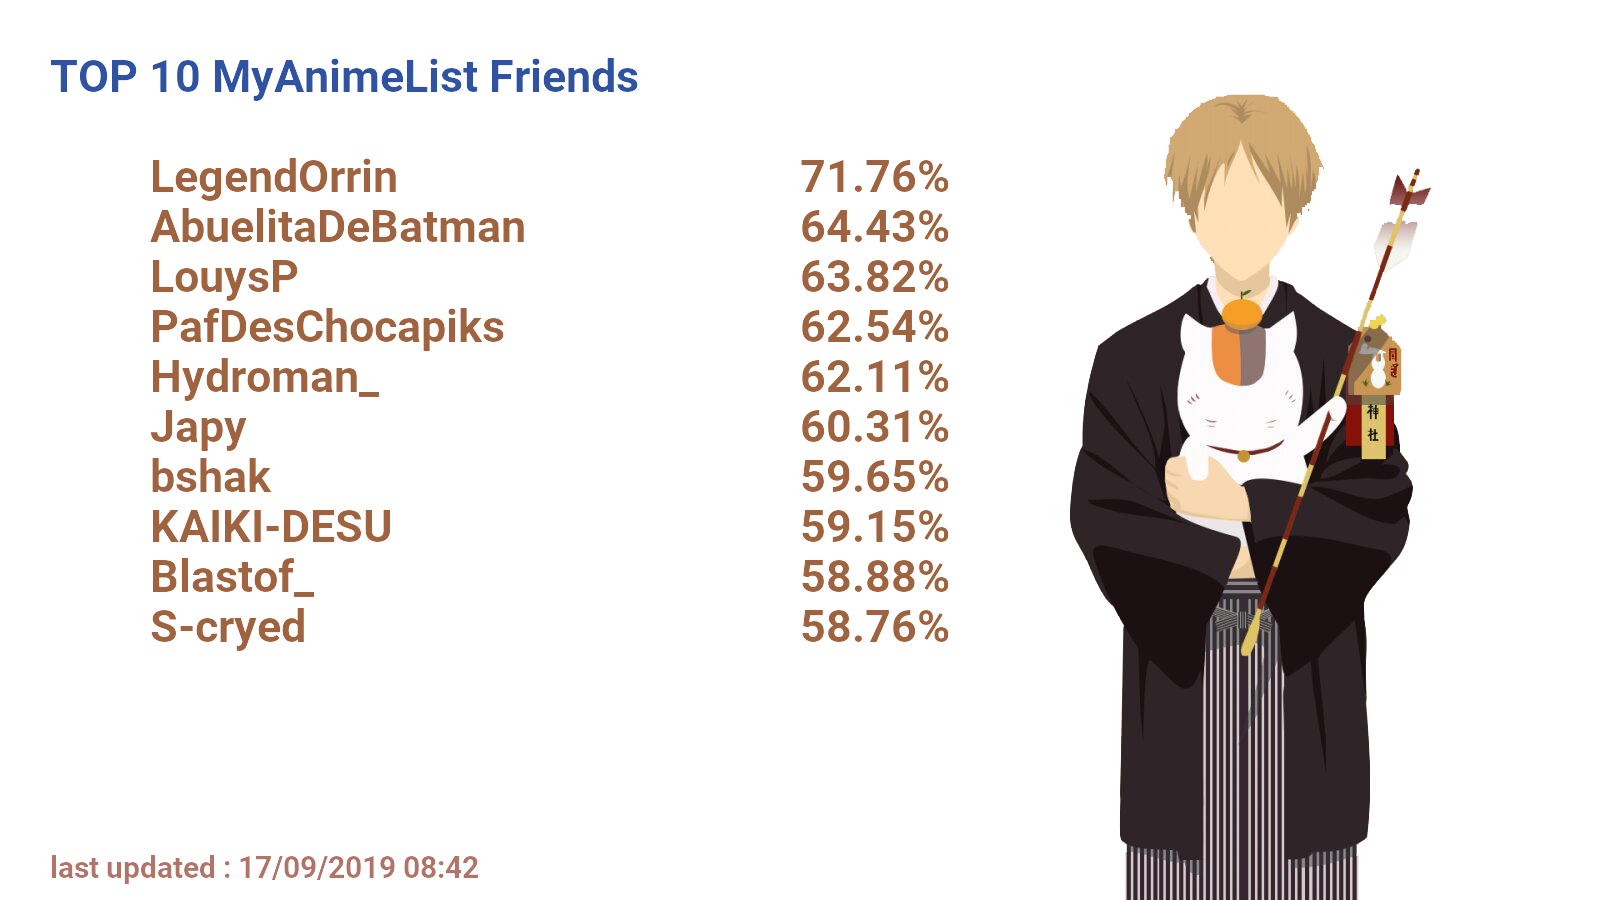 TOP 10 MyAnimeList Friends
LegendOrrin 71.76%
AbuelitaDeBatman 64.43%
LouysP 63.82%
PafDesChocapiks 62.54%
Hydroman_ 62.11%
Japy 60.31%
bshak 59.65%
KAIKI-DESU 59.15%
Blastof_ 58.88%
S-cryed 58.76%
神社
last updated : 17/09/2019 08:42